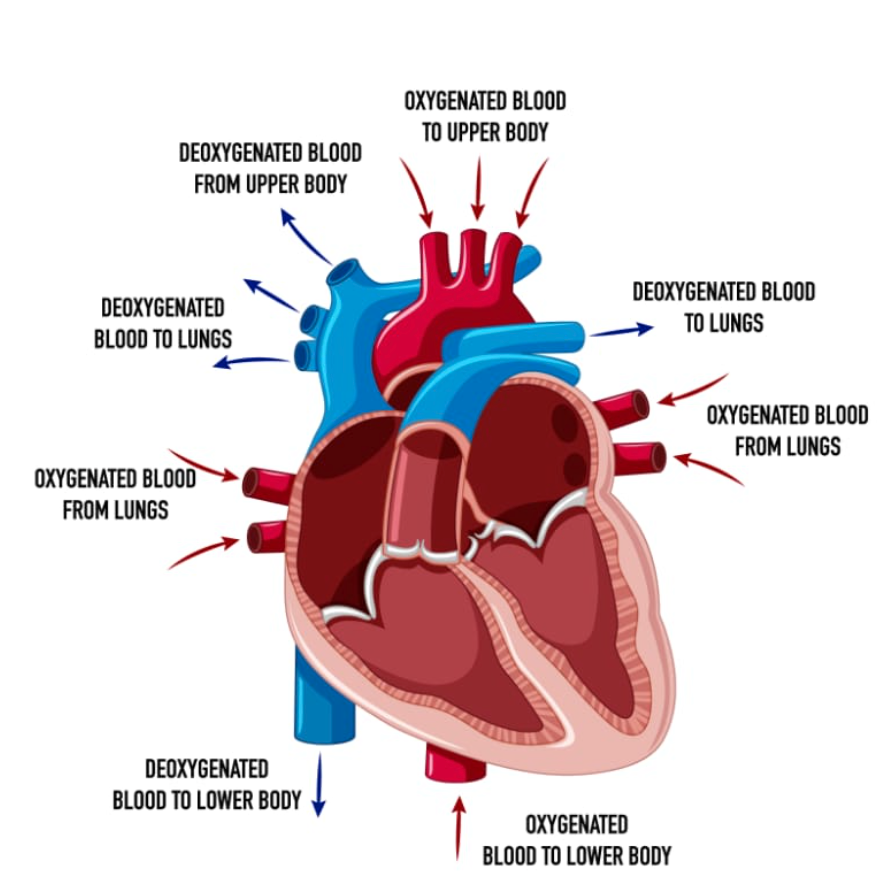 OXYGENATED BLOOD
TO UPPER BODY
DEOXYGENATED BLOOD
FROM UPPER BODY
DEOXYGENATED
BLOOD TO LUNGS
DEOXYGENATED BLOOD
TO LUNGS
OXYGENATED BLOOD
FROM LUNGS
OXYGENATED BLOOD
FROM LUNGS
DEOXYGENATED
BLOOD TO LOWER BODY
OXYGENATED
BLOOD TO LOWER BODY